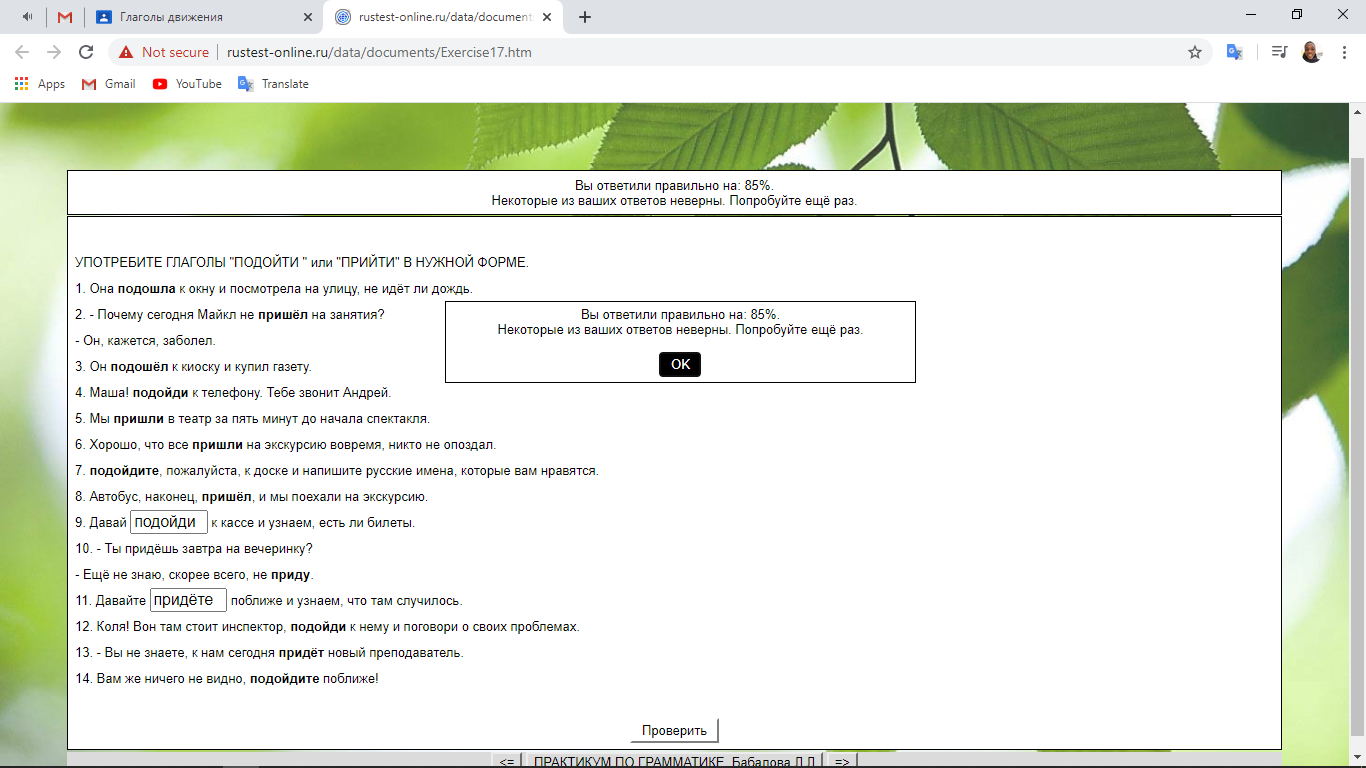 Глаголы движения
rustest-online.ru/data/document
Not secure
rustest-online.ru/data/documents/Exercise17.htm
Apps
Gmail
YouTube
Translate
Вы ответили правильно на: 85%.
Некоторые из ваших ответов неверны. Попробуйте ещё раз.
УПОТРЕБИТЕ ГЛАГОЛЫ "ПОДОЙТИ " или "ПРИЙТИ" В НУЖНОЙ ФОРМЕ.
1. Она подошла к окну и посмотрела на улицу, не идёт ли дождь.
2. - Почему сегодня Майкл не пришёл на занятия?
- Он, кажется, заболел.
3. Он подошёл к киоску и купил газету.
4. Маша! подойди к телефону. Тебе звонит Андрей.
5. Мы пришли в театр за пять минут до начала спектакля.
6. Хорошо, что все пришли на экскурсию вовремя, никто не опоздал.
7. подойдите, пожалуйста, к доске и напишите русские имена, которые вам нравятся.
8. Автобус, наконец, пришёл, и мы поехали на экскурсию.
9. Давай подойди к кассе и узнаем, есть ли билеты.
10. - Ты придёшь завтра на вечеринку?
- Ещё не знаю, скорее всего, не приду.
11. Давайте придёте поближе и узнаем, что там случилось.
12. Коля! Вон там стоит инспектор, подойди к нему и поговори о своих проблемах.
13. - Вы не знаете, к нам сегодня придёт новый преподаватель.
14. Вам же ничего не видно, подойдите поближе!
Вы ответили правильно на: 85%.
Некоторые из ваших ответов неверны. Попробуйте ещё раз.
OK
Проверить
<= ПРАКТИКУМ ПО ГРАММАТИКЕ Бабалова Л.Л. =>